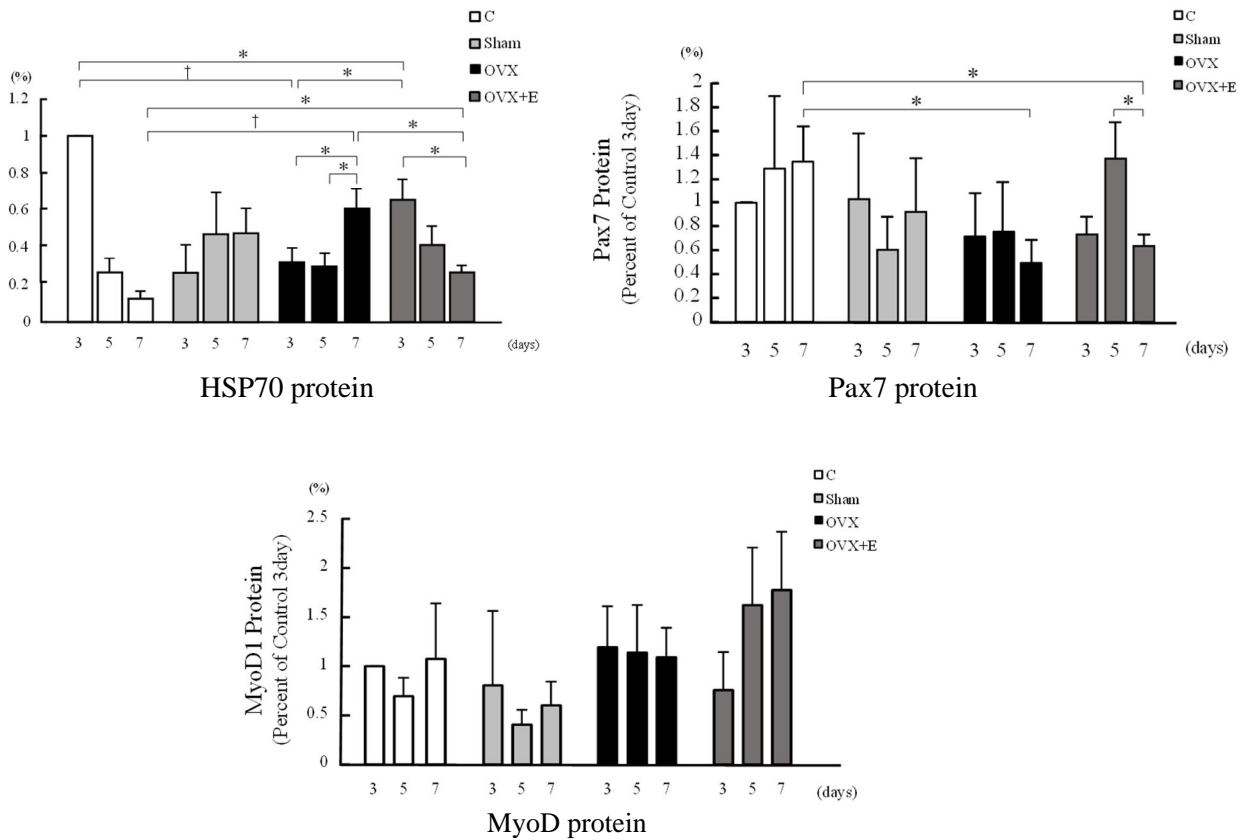 C
Sham
OVX
OVX+E
(%)
*
†
*
*
†
*
*
*
*
1.2
1
0.8
0.6
0.4
0.2
0
3 5 7 3 5 7 3 5 7 3 5 7 (days)
HSP70 protein
C
Sham
OVX
OVX+E
(%)
*
*
*
Pax7 Protein
(Percent of Control 3day)
2
1.8
1.6
1.4
1.2
1
0.8
0.6
0.4
0.2
0
3 5 7 3 5 7 3 5 7 3 5 7 (days)
Pax7 protein
C
Sham
OVX
OVX+E
(%)
MyoD1 Protein
(Percent of Control 3day)
2.5
2
1.5
1
0.5
0
3 5 7 3 5 7 3 5 7 3 5 7 (days)
MyoD protein